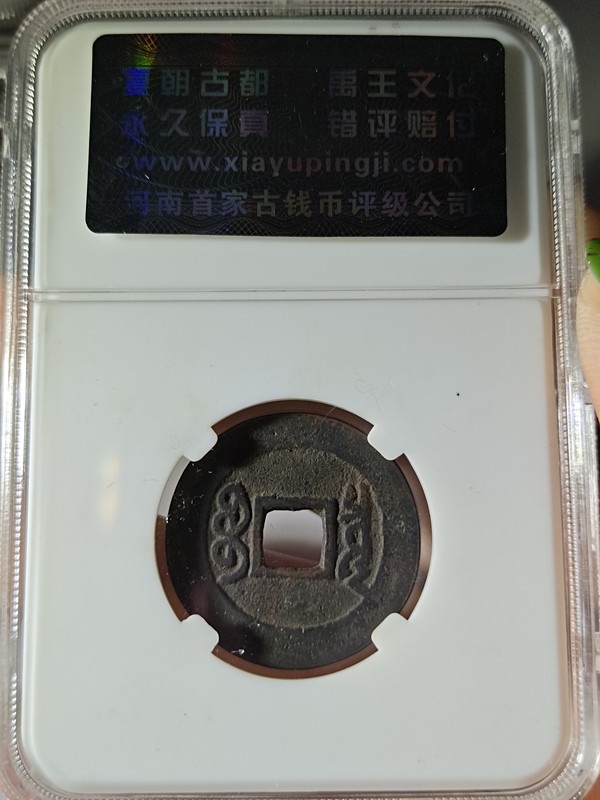 夏朝古都 禹王文化
永久保真 错评赔付
www.xiayupingji.com
河南首家古钱币评级公司